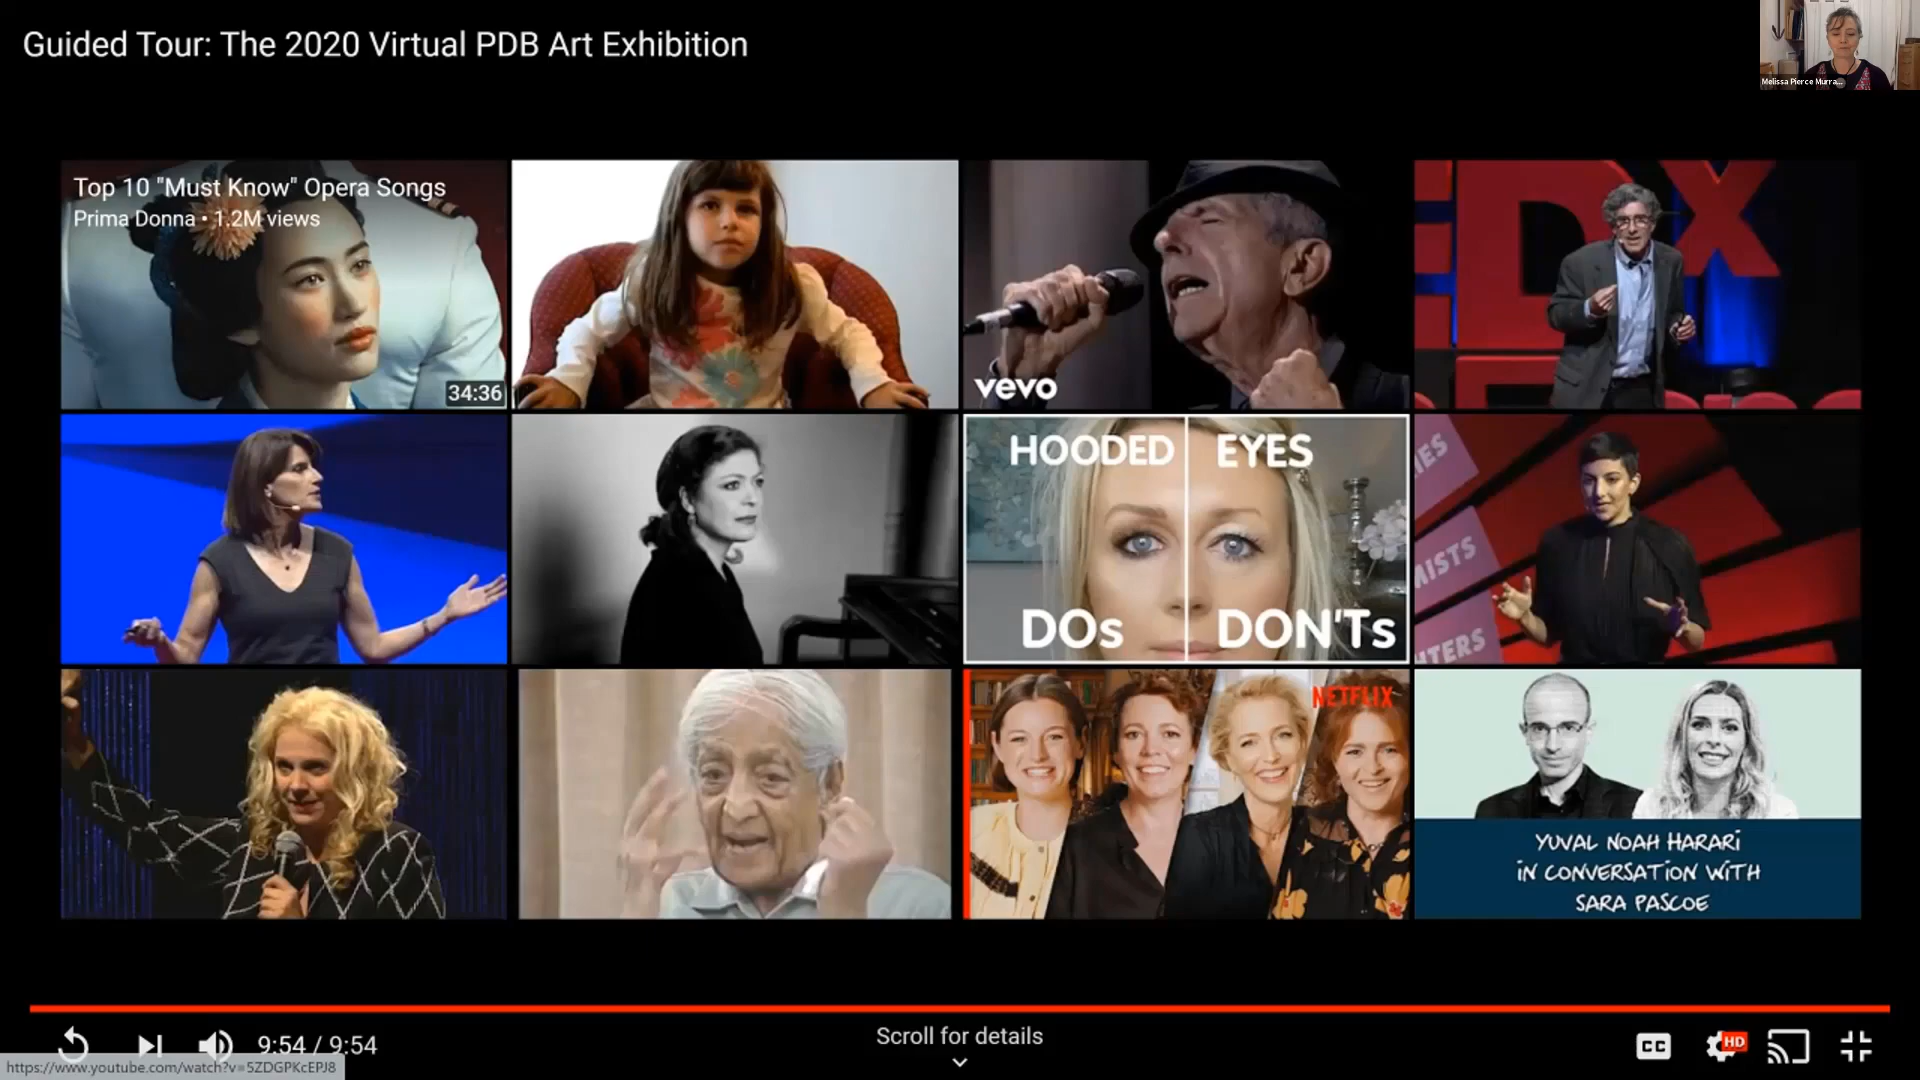 Guided Tour: The 2020 Virtual PDB Art Exhibition
Melissa Pierce Murra...
Top 10 "Must Know" Opera Songs
Prima Donna • 1.2M views
34:36
vevo
HOODED EYES
DOs DON'Ts
MISTS
HTERS
NETFLIX
YUVAL NOAH HARARI
IN CONVERSATION WITH
SARA PASCOE
9:54 / 9:54
Scroll for details
CC
HD
https://www.youtube.com/watch?v=5ZDGPKcEPJ8